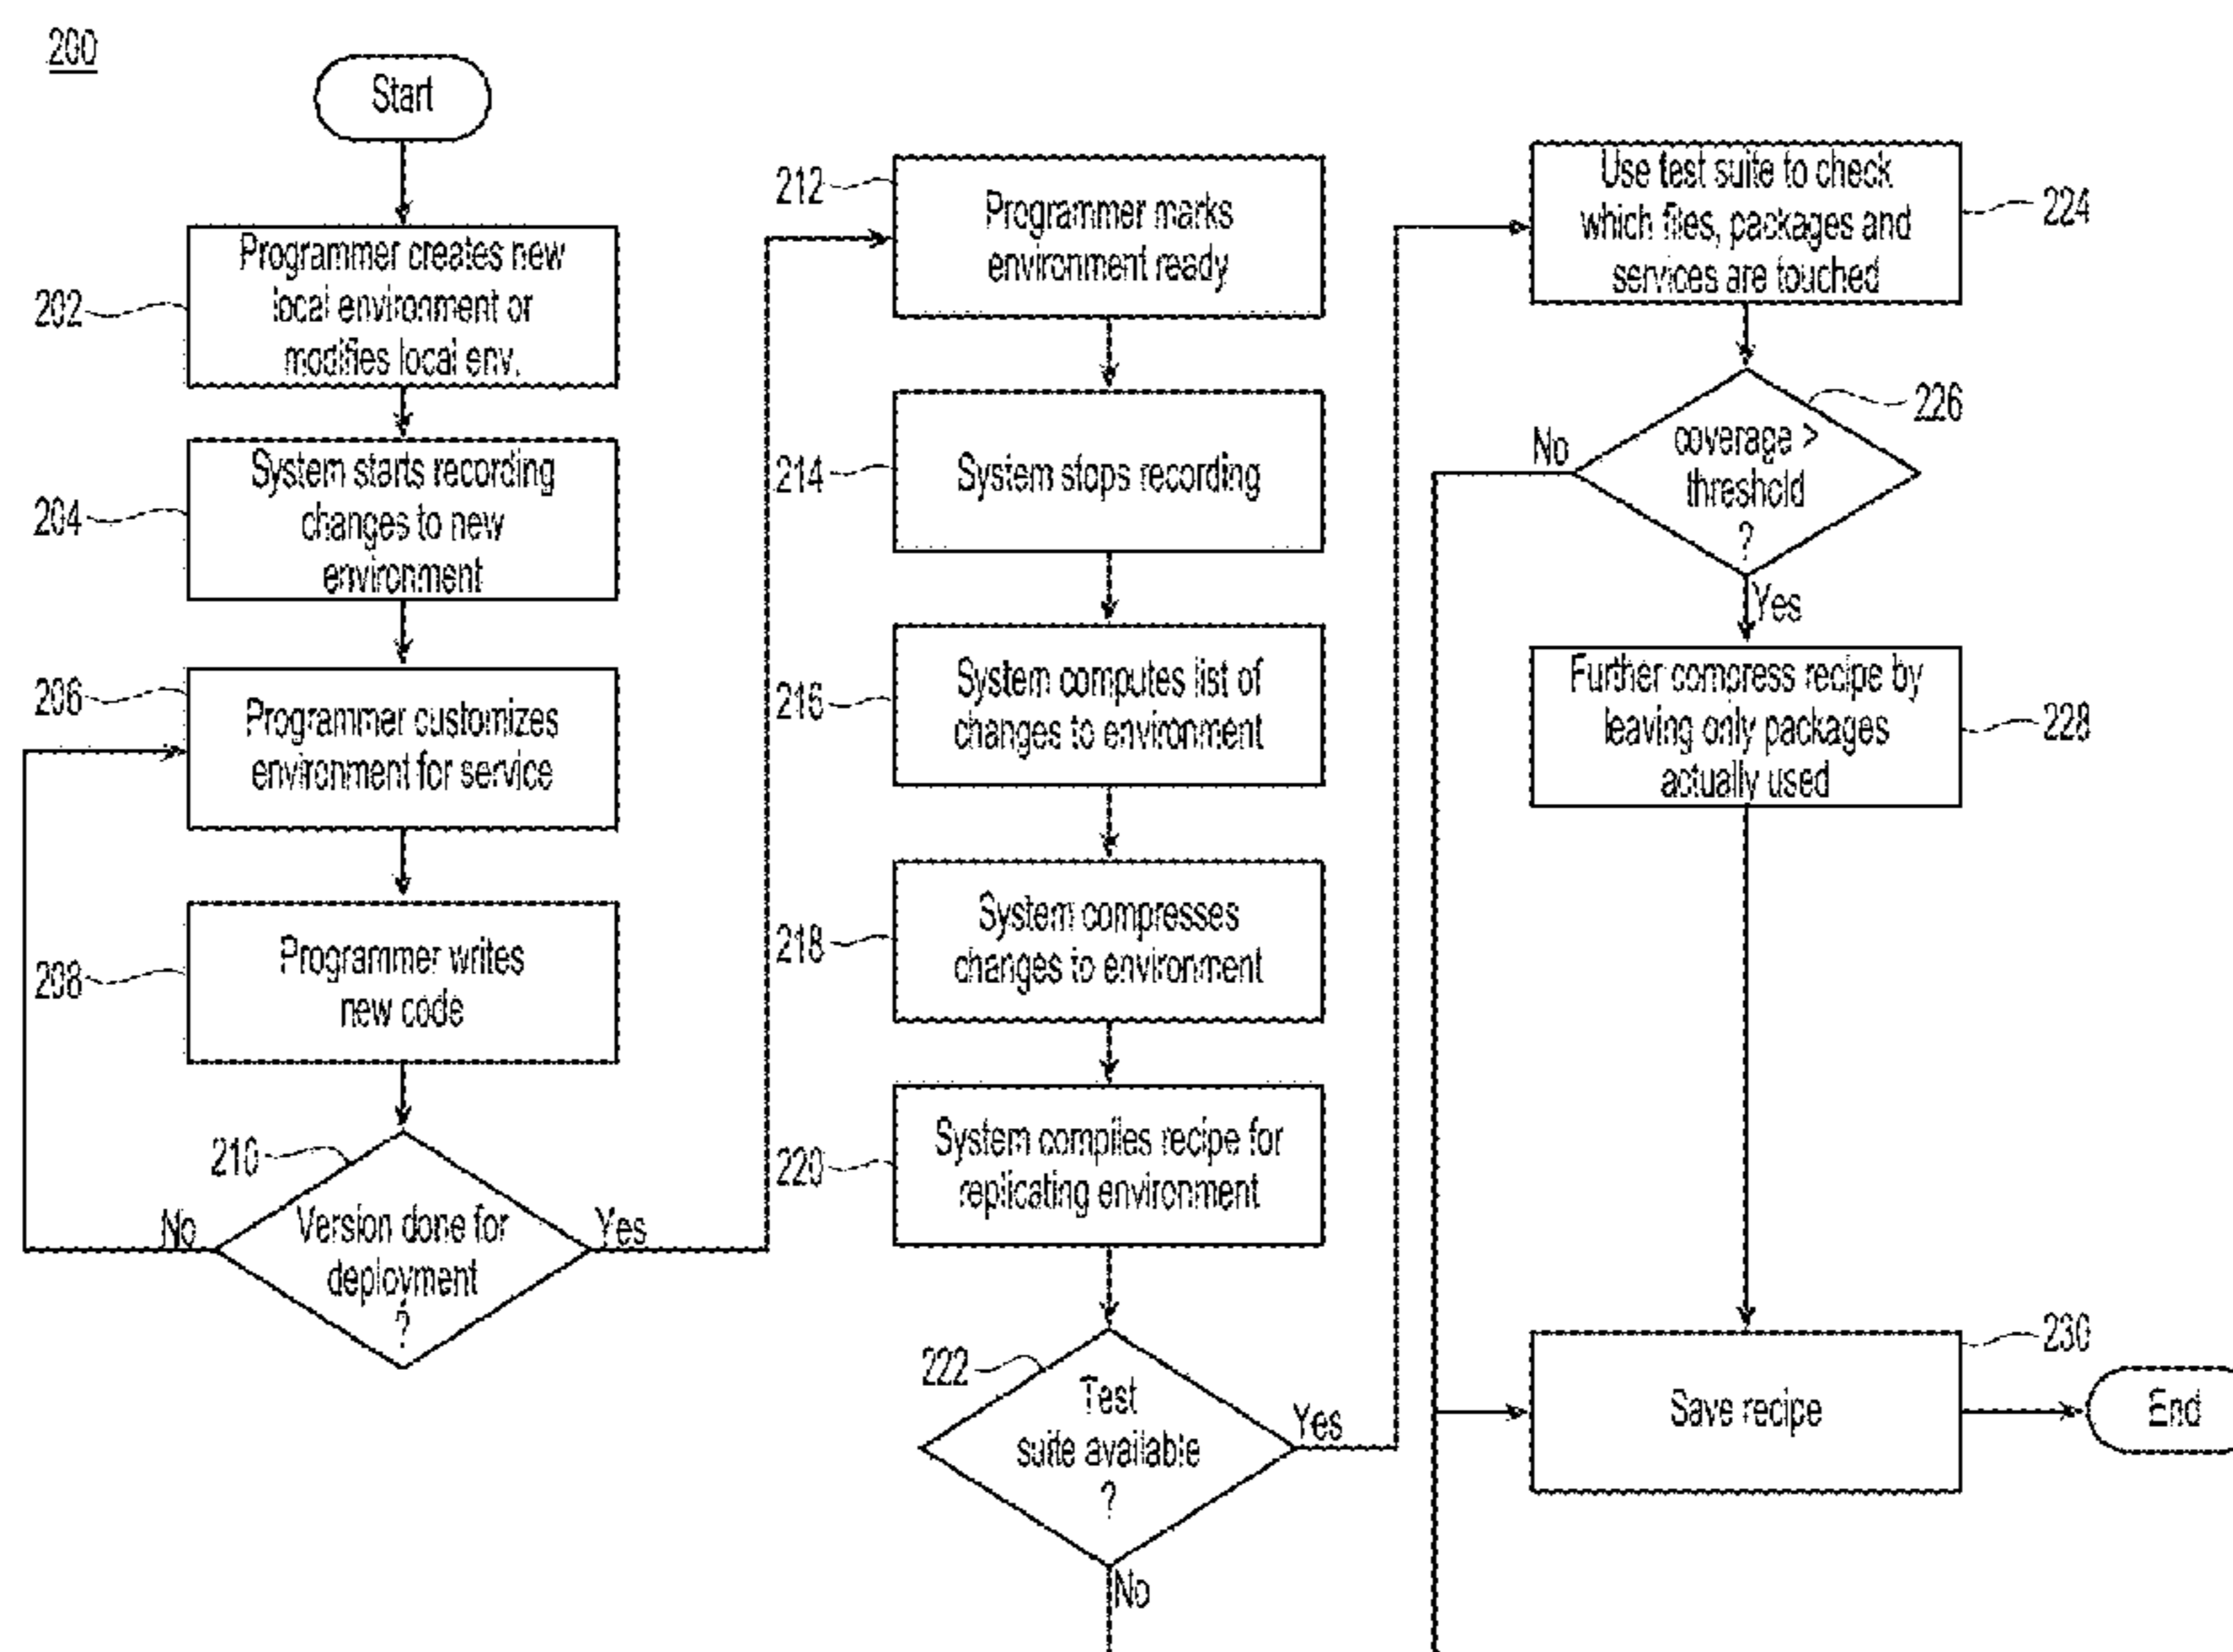 200
Start
202
Programmer creates new
local environment or
modifies local env.
204
System starts recording
changes to new
environment
206
Programmer customizes
environment for service
208
Programmer writes
new code
210
Version done for
deployment
?
No
Yes
212
Programmer marks
environment ready
214
System stops recording
216
System computes list of
changes to environment
218
System compresses
changes to environment
220
System compiles recipe for
replicating environment
222
Test
suite available
?
Yes
No
Use test suite to check
which files, packages and
services are touched
224
226
coverage >
threshold
?
No
Yes
Further compress recipe by
leaving only packages
actually used
228
230
Save recipe
End